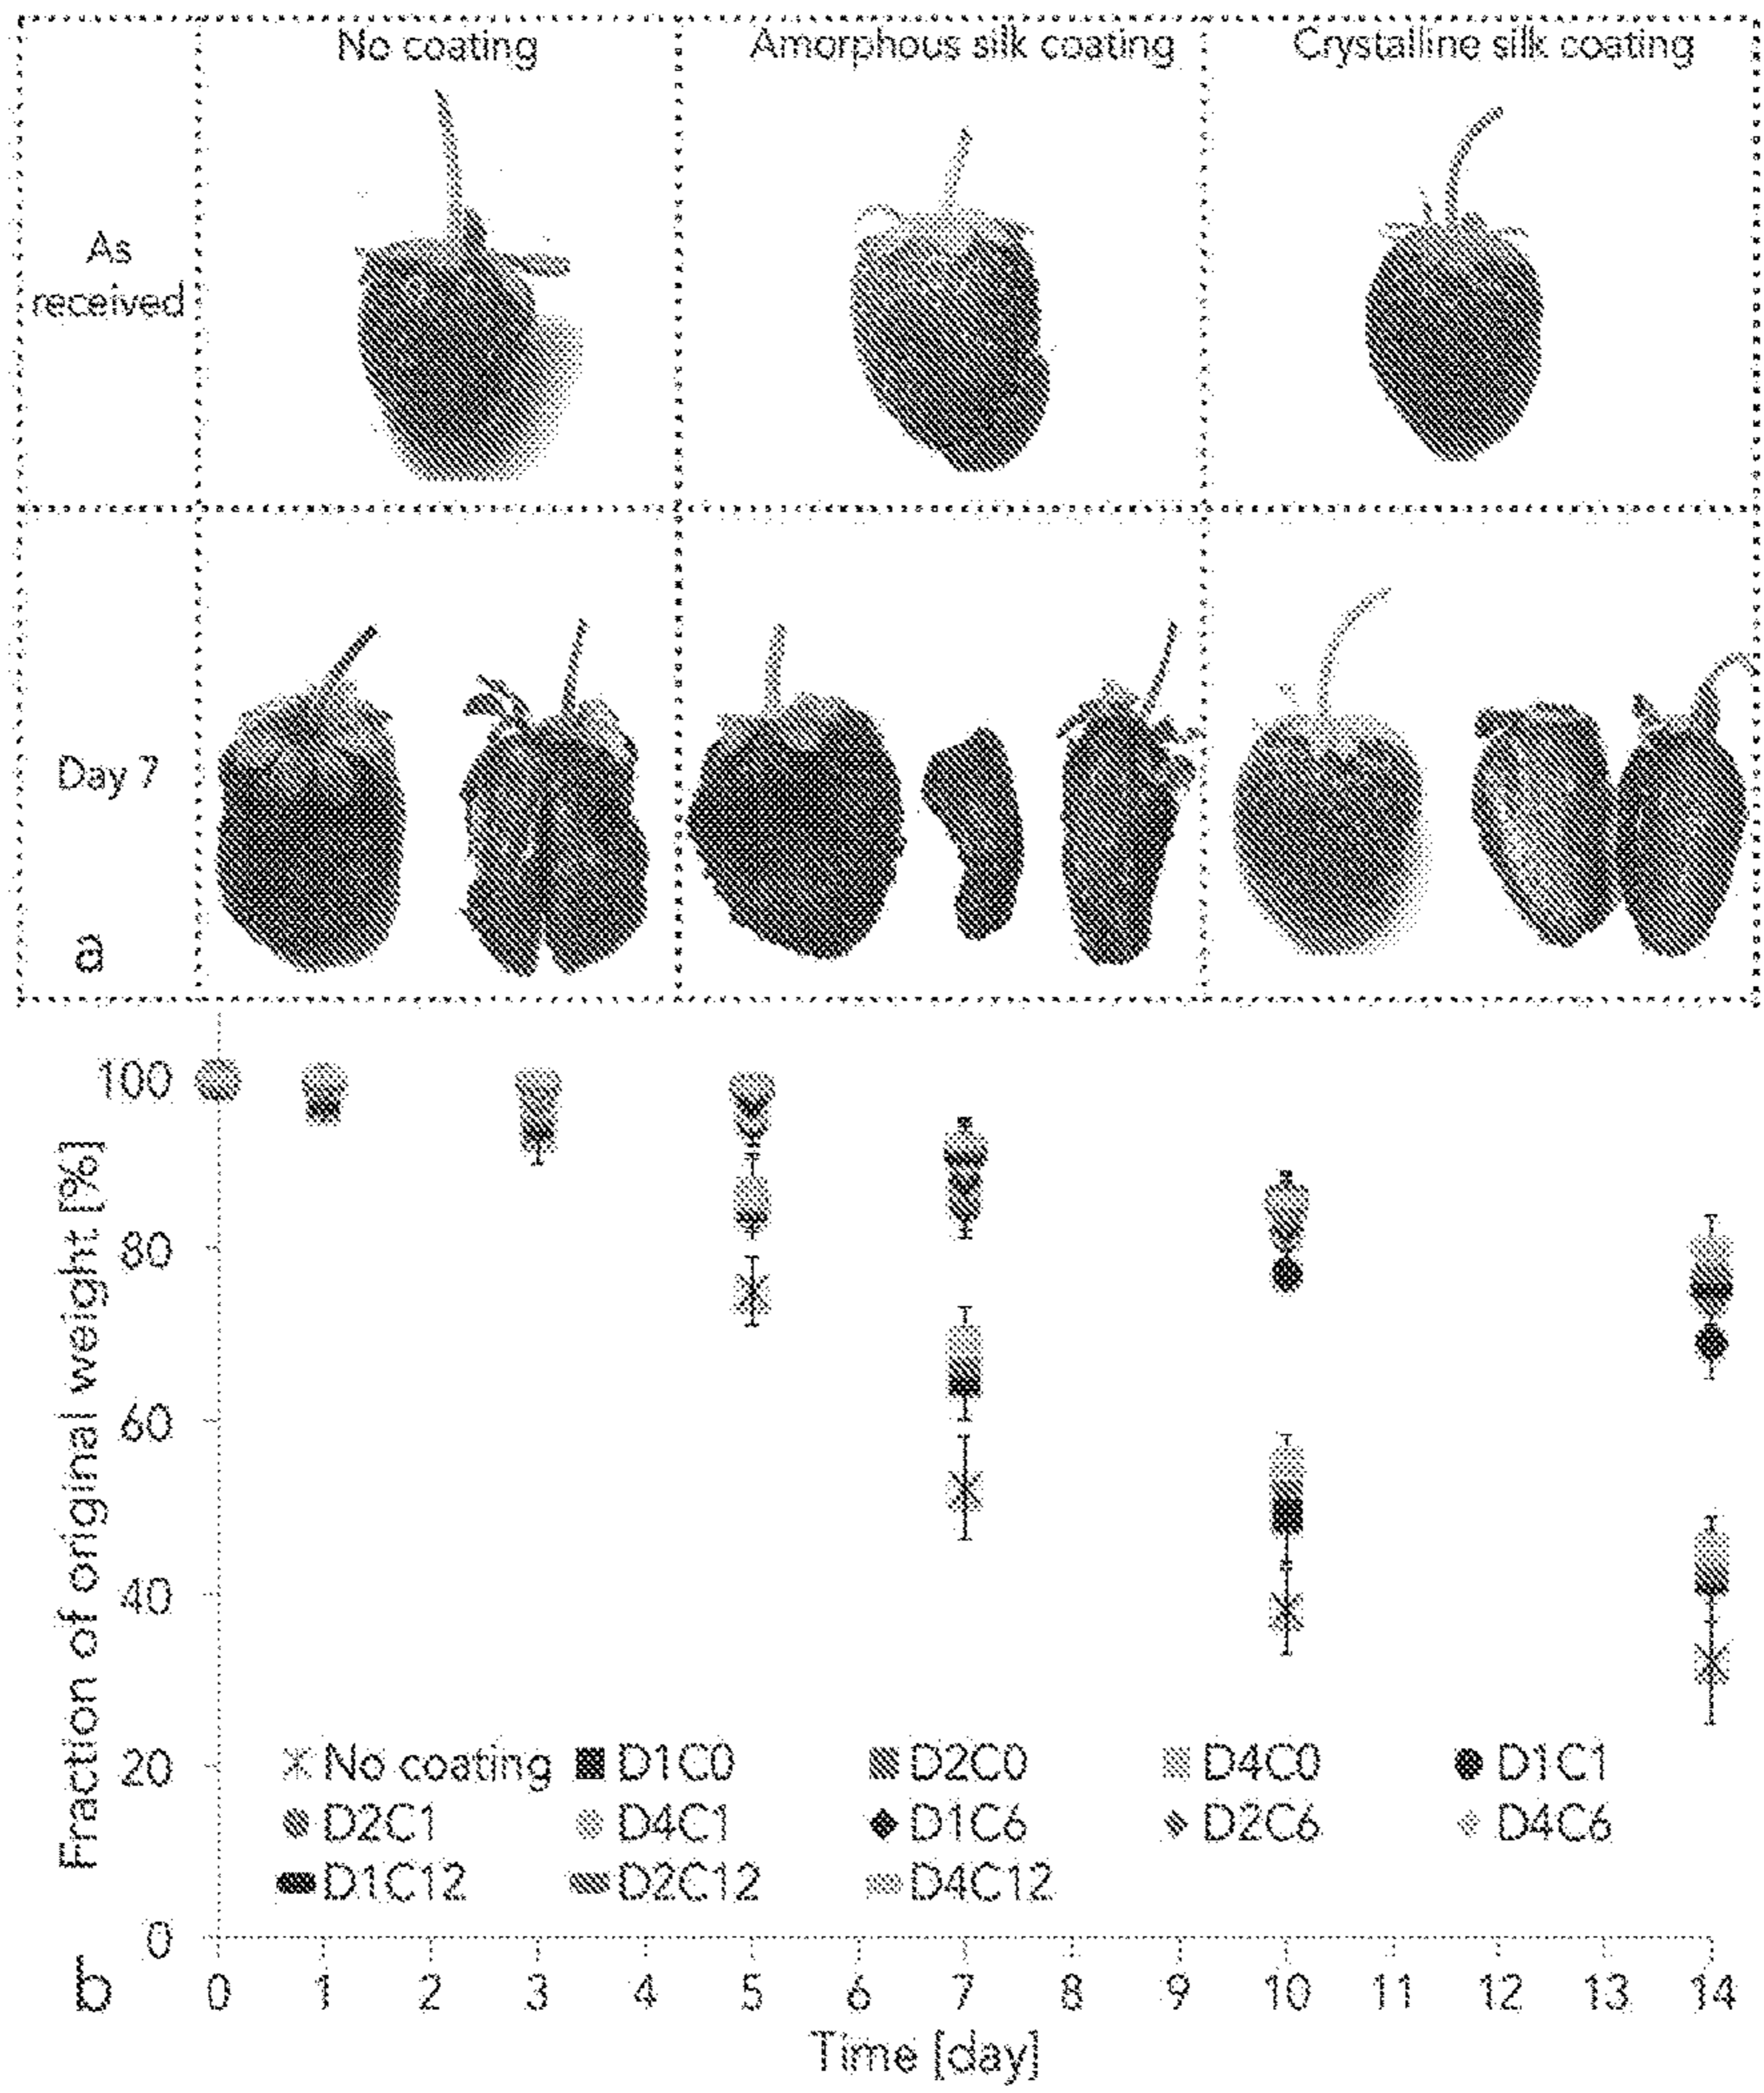 No coating Amorphous silk coating Crystalline silk coating
As
received
Day 7
a
Fraction of original weight [%]
100
80
60
40
20
0
No coating D1C0 D2C0 D4C0 D1C1
D2C1 D4C1 D1C6 D2C6 D4C6
D1C12 D2C12 D4C12
b
0 1 2 3 4 5 6 7 8 9 10 11 12 13 14
Time [day]